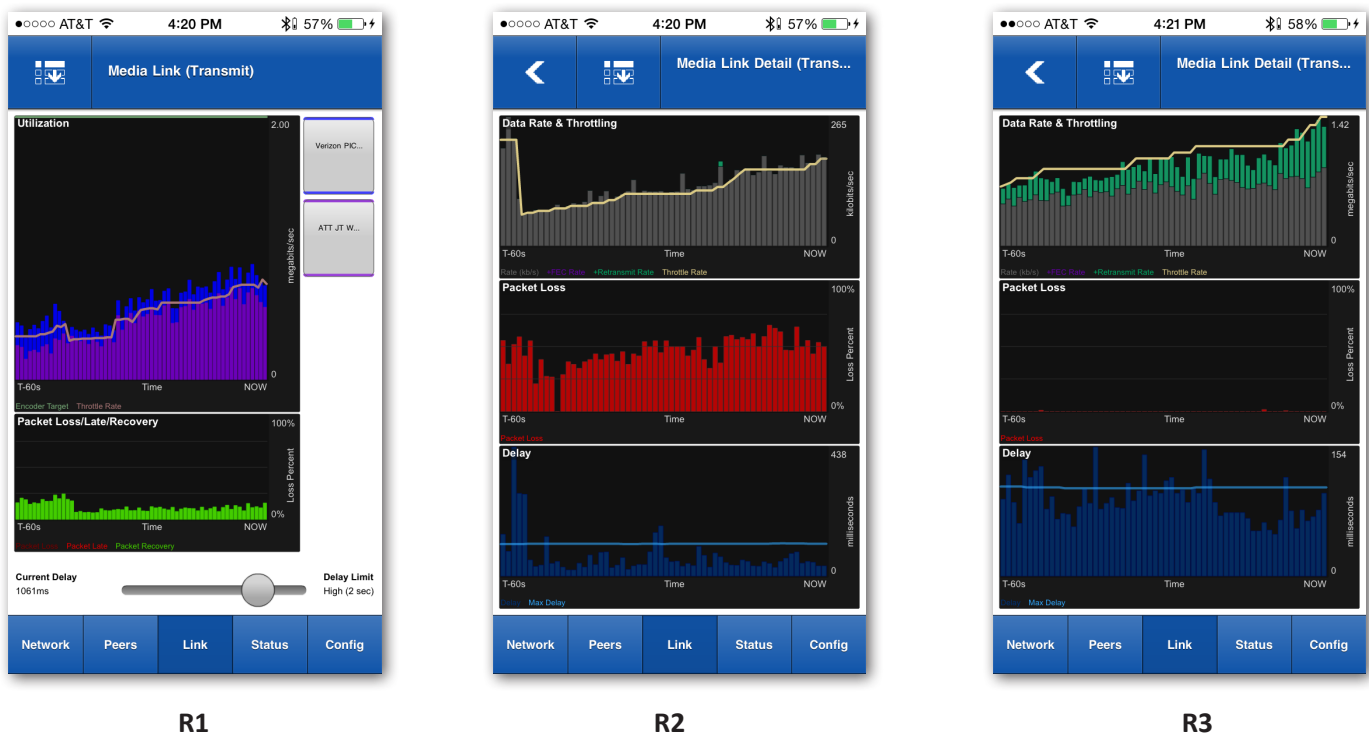 AT&T 4:20 PM 57%
Media Link (Transmit)
Utilization
2.00
megabits/sec
0
T-60s Time NOW
Encoder Target Throttle Rate
Verizon PIC...
ATT JT W...
Packet Loss/Late/Recovery
100%
Loss Percent
0%
T-60s Time NOW
Packet Late Packet Recovery
Current Delay
1061ms
Delay Limit
High (2 sec)
Network Peers Link Status Config
R1
AT&T 4:20 PM 57%
Media Link Detail (Trans...
Data Rate & Throttling
265
kilobits/sec
0
T-60s Time NOW
Rate (kb/s) +FEC Rate +Retransmit Rate Throttle Rate
Packet Loss
100%
Loss Percent
0%
T-60s Time NOW
Packet Loss
Delay
438
milliseconds
0
T-60s Time NOW
Delay Max Delay
Network Peers Link Status Config
R2
AT&T 4:21 PM 58%
Media Link Detail (Trans...
Data Rate & Throttling
1.42
megabits/sec
0
T-60s Time NOW
Rate (kb/s) +FEC Rate +Retransmit Rate Throttle Rate
Packet Loss
100%
Loss Percent
0%
T-60s Time NOW
Packet Loss
Delay
154
milliseconds
0
T-60s Time NOW
Delay Max Delay
Network Peers Link Status Config
R3